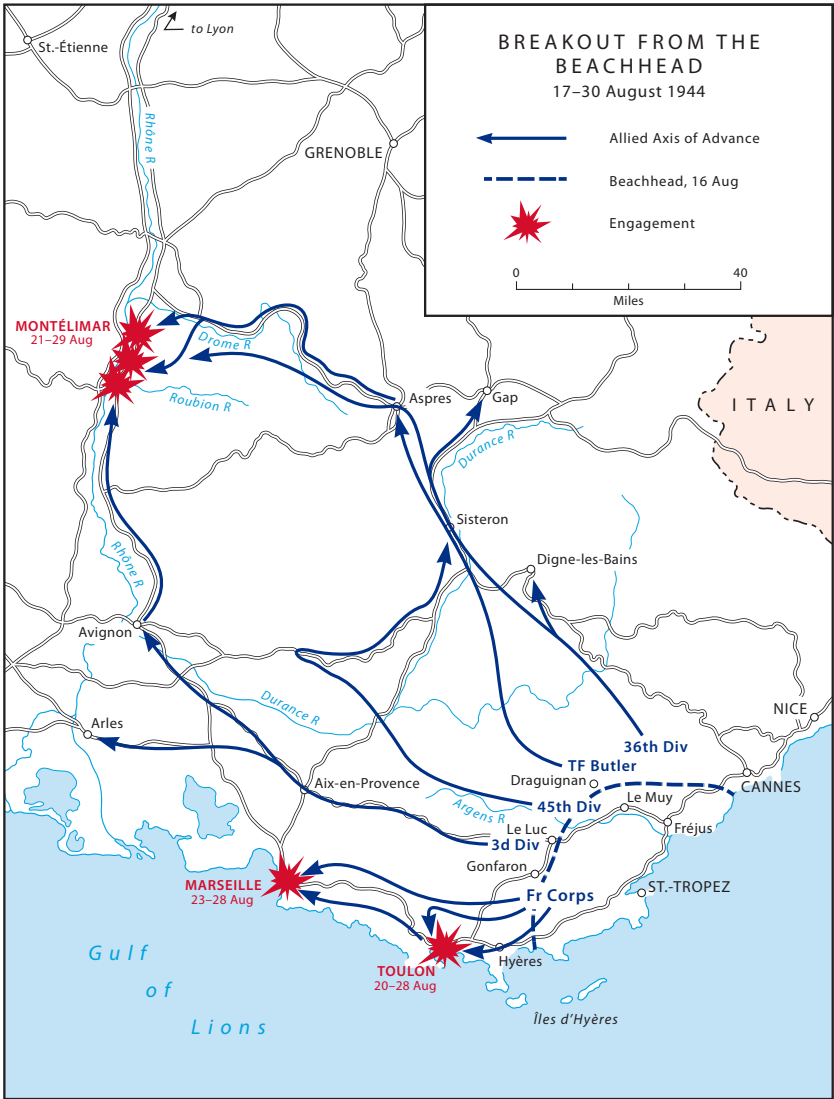 BREAKOUT FROM THE
BEACHHEAD
17–30 August 1944
Allied Axis of Advance
Beachhead, 16 Aug
Engagement
0
40
Miles
to Lyon
St.-Étienne
Rhône R
GRENOBLE
MONTÉLIMAR
21–29 Aug
Drome R
Roubion R
Aspres
Gap
ITALY
Durance R
Sisteron
Digne-les-Bains
Rhône R
Avignon
Durance R
NICE
Arles
36th Div
TF Butler
Draguignan
CANNES
Aix-en-Provence
Argens R
45th Div
Le Muy
Le Luc
Fréjus
3d Div
Gonfaron
MARSEILLE
23–28 Aug
Fr Corps
ST.-TROPEZ
Gulf
of
Lions
TOULON
20–28 Aug
Hyères
Îles d'Hyères